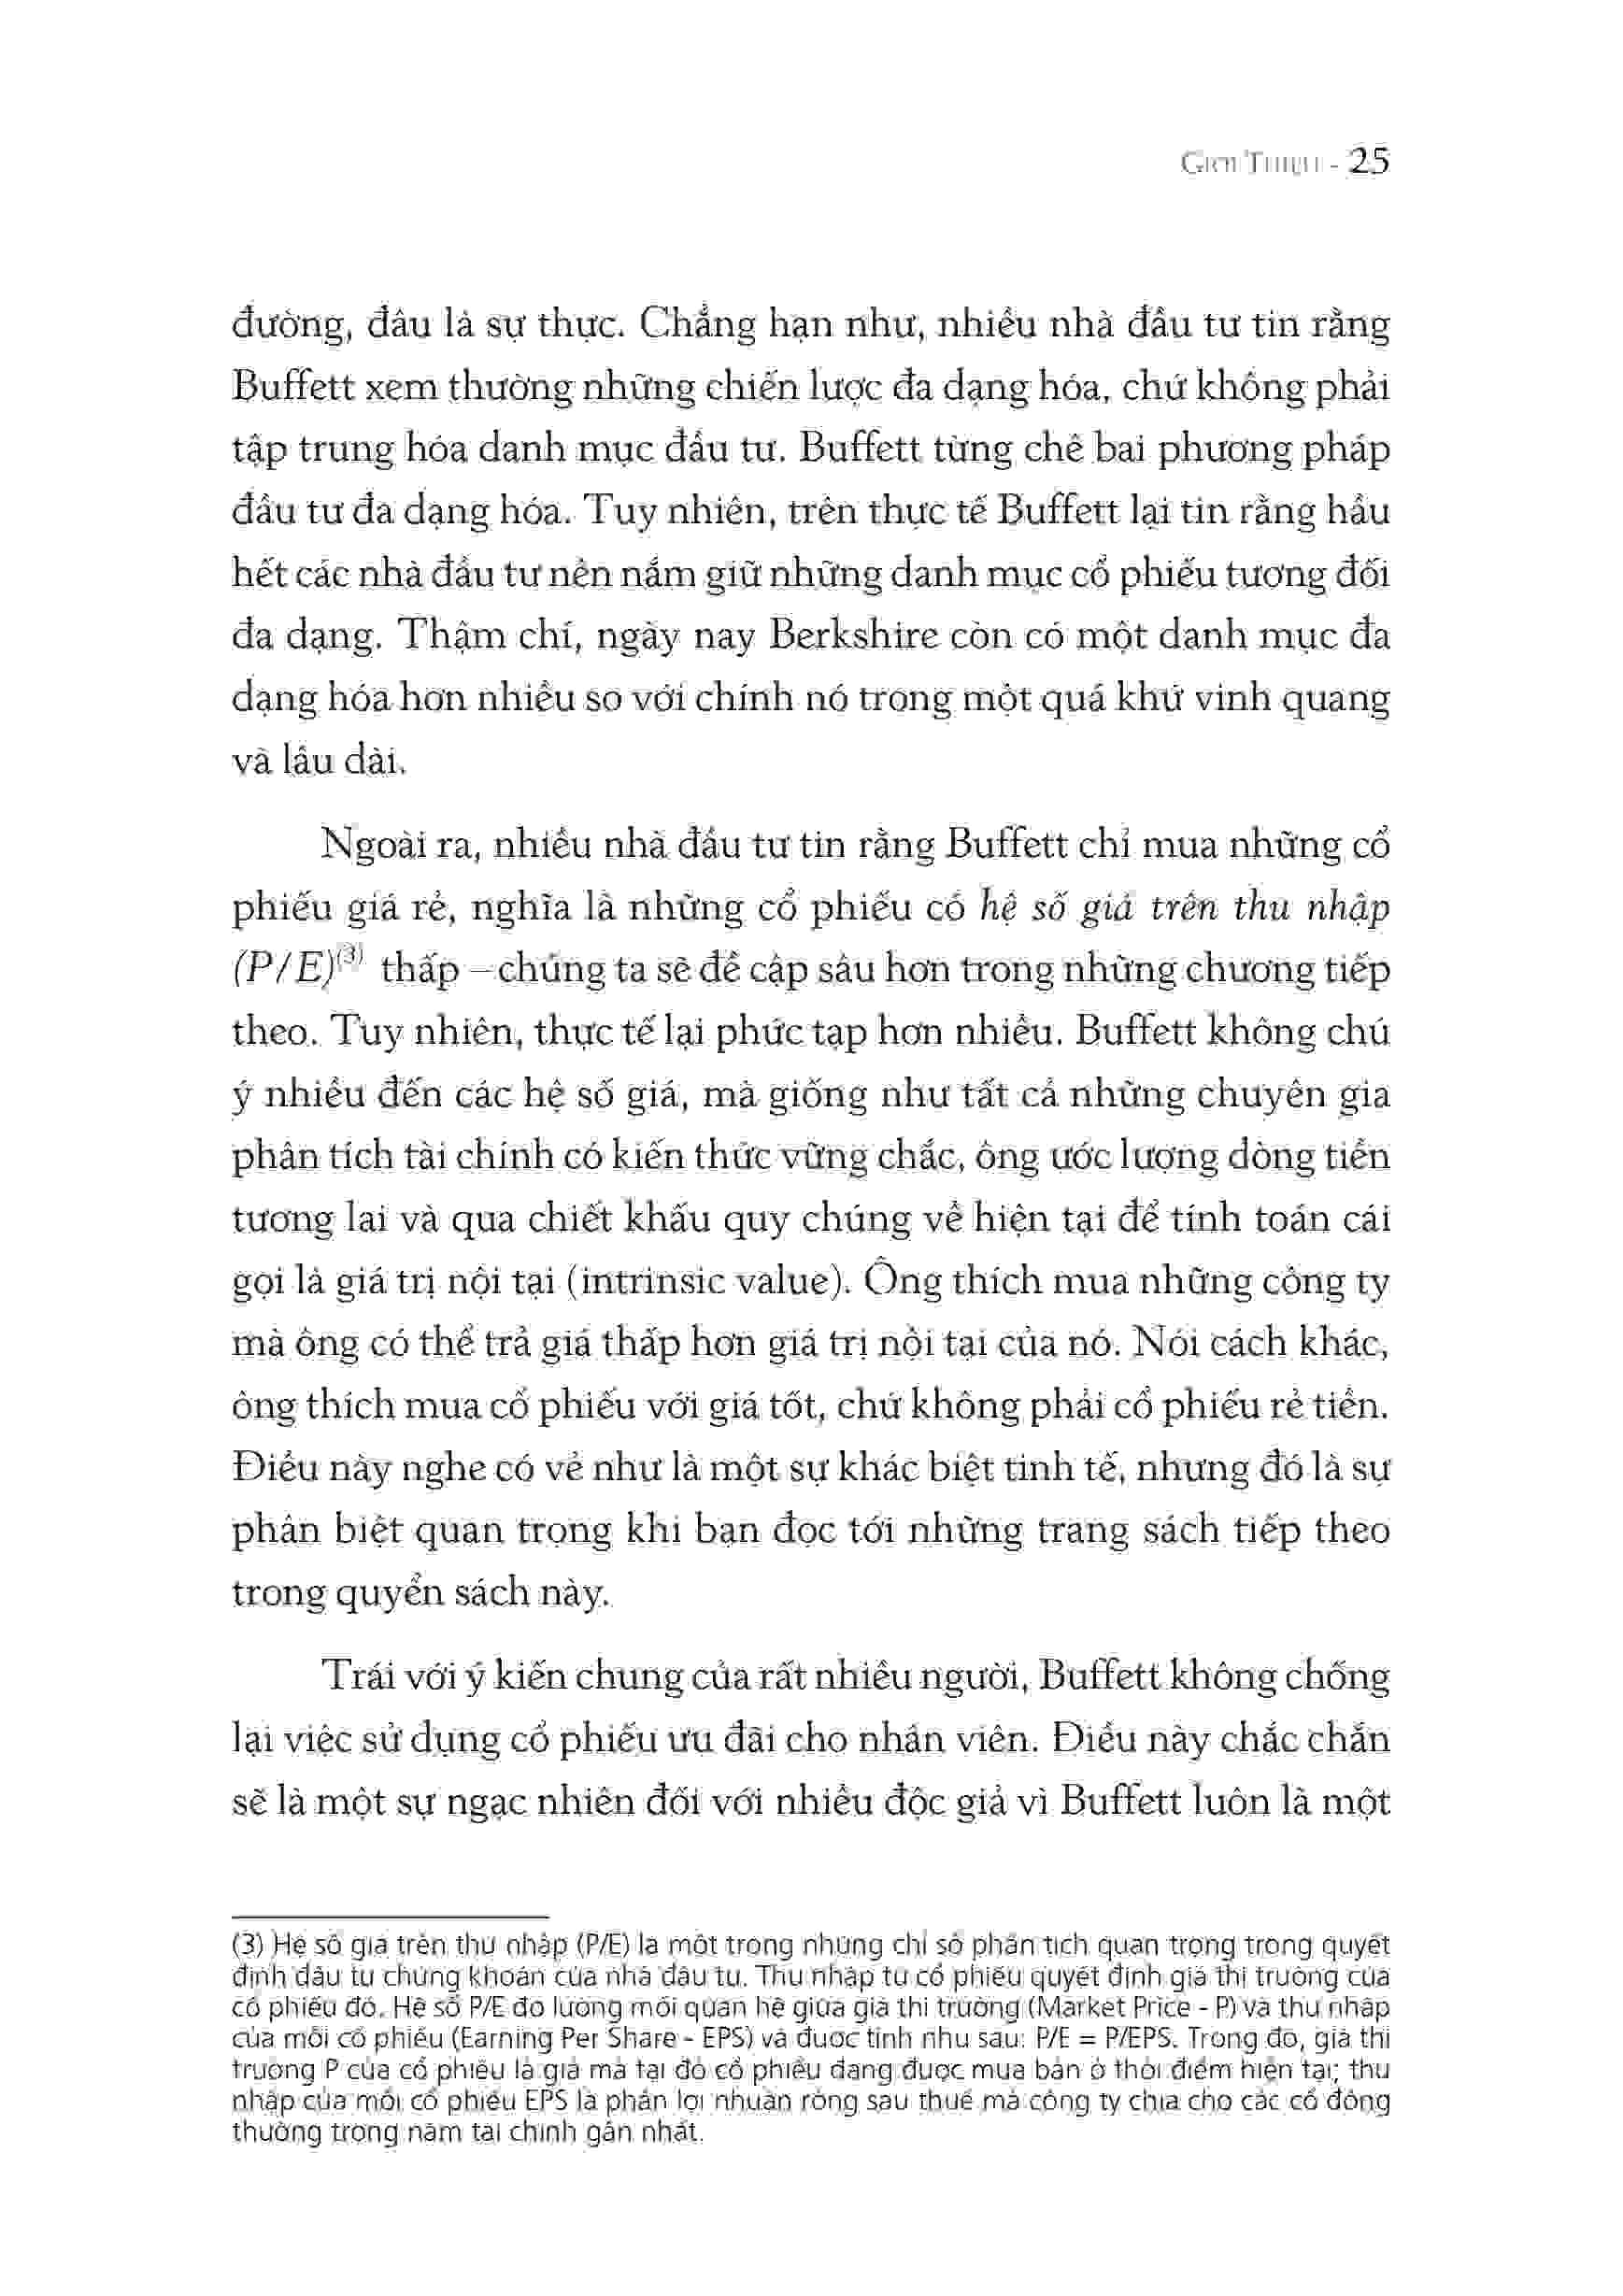 Giới Thiệu - 25
đường, đâu là sự thực. Chẳng hạn như, nhiều nhà đầu tư tin rằng
Buffett xem thường những chiến lược đa dạng hóa, chứ không phải
tập trung hóa danh mục đầu tư. Buffett từng chê bai phương pháp
đầu tư đa dạng hóa. Tuy nhiên, trên thực tế Buffett lại tin rằng hầu
hết các nhà đầu tư nên nắm giữ những danh mục cổ phiếu tương đối
đa dạng. Thậm chí, ngày nay Berkshire còn có một danh mục đa
dạng hóa hơn nhiều so với chính nó trong một quá khứ vinh quang
và lâu dài.
Ngoài ra, nhiều nhà đầu tư tin rằng Buffett chỉ mua những cổ
phiếu giá rẻ, nghĩa là những cổ phiếu có hệ số giá trên thu nhập
(P/E)(3) thấp – chúng ta sẽ đề cập sâu hơn trong những chương tiếp
theo. Tuy nhiên, thực tế lại phức tạp hơn nhiều. Buffett không chú
ý nhiều đến các hệ số giá, mà giống như tất cả những chuyên gia
phân tích tài chính có kiến thức vững chắc, ông ước lượng dòng tiền
tương lai và qua chiết khấu quy chúng về hiện tại để tính toán cái
gọi là giá trị nội tại (intrinsic value). Ông thích mua những công ty
mà ông có thể trả giá thấp hơn giá trị nội tại của nó. Nói cách khác,
ông thích mua cổ phiếu với giá tốt, chứ không phải cổ phiếu rẻ tiền.
Điều này nghe có vẻ như là một sự khác biệt tinh tế, nhưng đó là sự
phân biệt quan trọng khi bạn đọc tới những trang sách tiếp theo
trong quyển sách này.
Trái với ý kiến chung của rất nhiều người, Buffett không chống
lại việc sử dụng cổ phiếu ưu đãi cho nhân viên. Điều này chắc chắn
sẽ là một sự ngạc nhiên đối với nhiều độc giả vì Buffett luôn là một
(3) Hệ số giá trên thu nhập (P/E) là một trong những chỉ số phân tích quan trọng trong quyết
định đầu tư chứng khoán của nhà đầu tư. Thu nhập từ cổ phiếu quyết định giá thị trường của
cổ phiếu đó. Hệ số P/E đo lường mối quan hệ giữa giá thị trường (Market Price - P) và thu nhập
của mỗi cổ phiếu (Earning Per Share - EPS) và được tính như sau: P/E = P/EPS. Trong đó, giá thị
trường P của cổ phiếu là giá mà tại đó cổ phiếu đang được mua bán ở thời điểm hiện tại; thu
nhập của mỗi cổ phiếu EPS là phần lợi nhuận ròng sau thuế mà công ty chia cho các cổ đông
thường trong năm tài chính gần nhất.